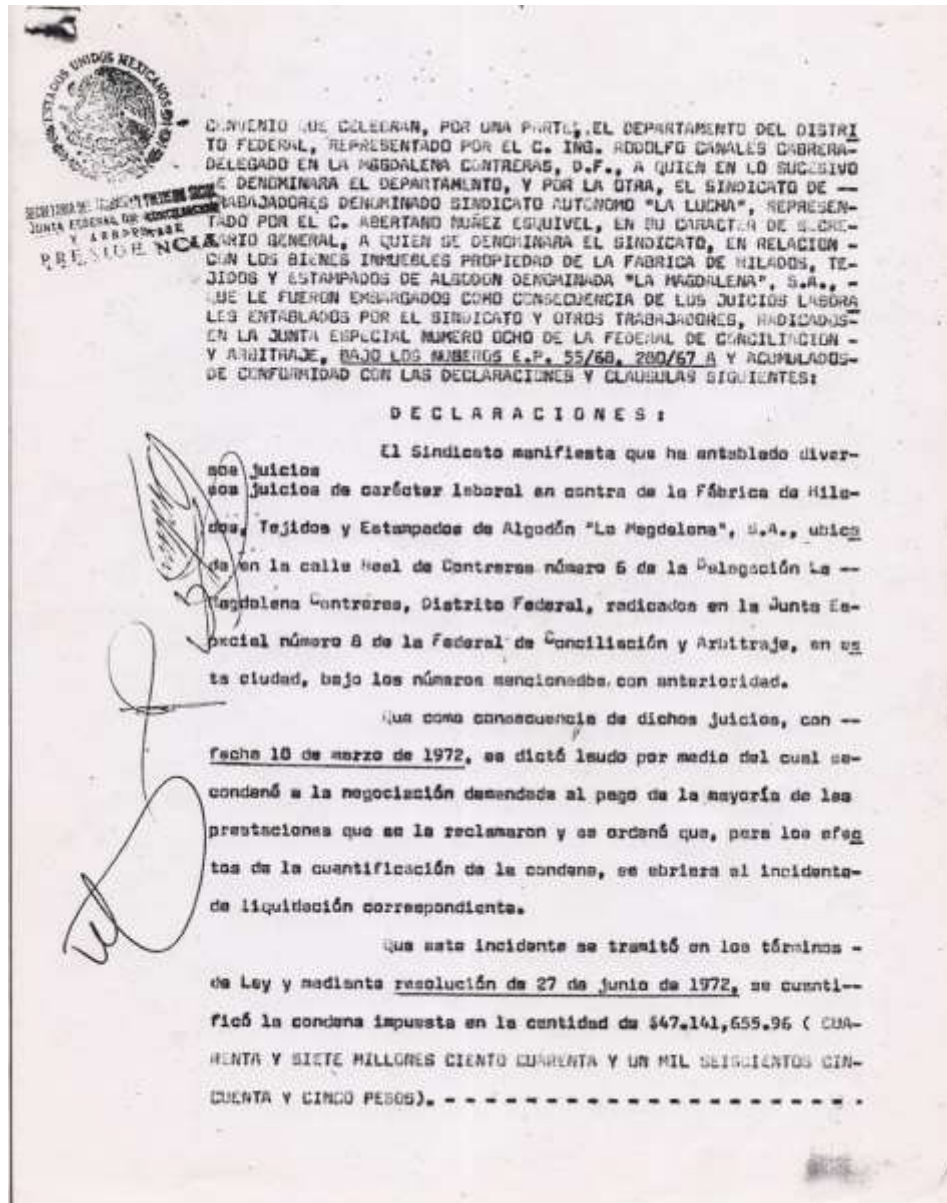 ESTADOS UNIDOS MEXICANOS
JUNTA FEDERAL DE CONCILIACION
Y ARBITRAJE
PRESIDENCIA
CONVENIO QUE CELEBRAN, POR UNA PARTE, EL DEPARTAMENTO DEL DISTRI
TO FEDERAL, REPRESENTADO POR EL C. ING. RODOLFO CANALES CABRERA-
DELEGADO EN LA MAGDALENA CONTRERAS, D.F., A QUIEN EN LO SUCESIVO
SE DENOMINARA EL DEPARTAMENTO, Y POR LA OTRA, EL SINDICATO DE --
TRABAJADORES DENOMINADO SINDICATO AUTONOMO "LA LUCHA", REPRESEN-
TADO POR EL C. ABERTANO NUÑEZ ESQUIVEL, EN SU CARACTER DE SECRE-
TARIO GENERAL, A QUIEN SE DENOMINARA EL SINDICATO, EN RELACION -
CON LOS BIENES INMUEBLES PROPIEDAD DE LA FABRICA DE HILADOS, TE-
JIDOS Y ESTAMPADOS DE ALGODON DENOMINADA "LA MAGDALENA", S.A., -
QUE LE FUERON EMBARGADOS COMO CONSECUENCIA DE LOS JUICIOS LABORA
LES ENTABLADOS POR EL SINDICATO Y OTROS TRABAJADORES, RADICADOS-
EN LA JUNTA ESPECIAL NUMERO OCHO DE LA FEDERAL DE CONCILIACION -
Y ARBITRAJE, BAJO LOS NUMEROS E.P. 55/68, 280/67 A Y ACUMULADOS-
DE CONFORMIDAD CON LAS DECLARACIONES Y CLAUSULAS SIGUIENTES:
D E C L A R A C I O N E S :
El Sindicato manifiesta que ha entablado diver-
sos juicios
sos juicios de carácter laboral en contra de la Fábrica de Hila-
dos, Tejidos y Estampados de Algodón "La Magdalena", S.A., ubica
da en la calle Real de Contreras número 6 de la Delegación La --
Magdalena Contreras, Distrito Federal, radicados en la Junta Es-
pecial número 8 de la Federal de Conciliación y Arbitraje, en es
ta ciudad, bajo los números mencionados con anterioridad.
Que como consecuencia de dichos juicios, con --
fecha 10 de marzo de 1972, se dictó laudo por medio del cual se-
condenó a la negociación demandada al pago de la mayoría de las
prestaciones que se le reclamaron y se ordenó que, para los efec
tos de la cuantificación de la condena, se abriera el incidente-
de liquidación correspondiente.
Que este incidente se tramitó en los términos -
de Ley y mediante resolución de 27 de junio de 1972, se cuanti--
ficó la condena impuesta en la cantidad de $47.141,655.96 ( CUA-
RENTA Y SIETE MILLONES CIENTO CUARENTA Y UN MIL SEISCIENTOS CIN-
CUENTA Y CINCO PESOS). - - - - - - - - - - - - - - - - - - - - -